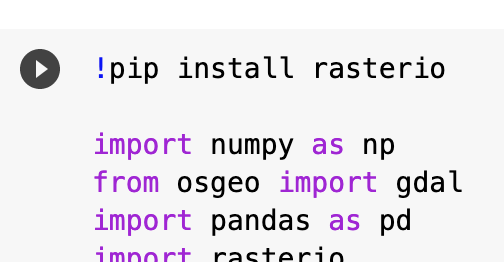 !pip install rasterio
import numpy as np
from osgeo import gdal
import pandas as pd
import rasterio